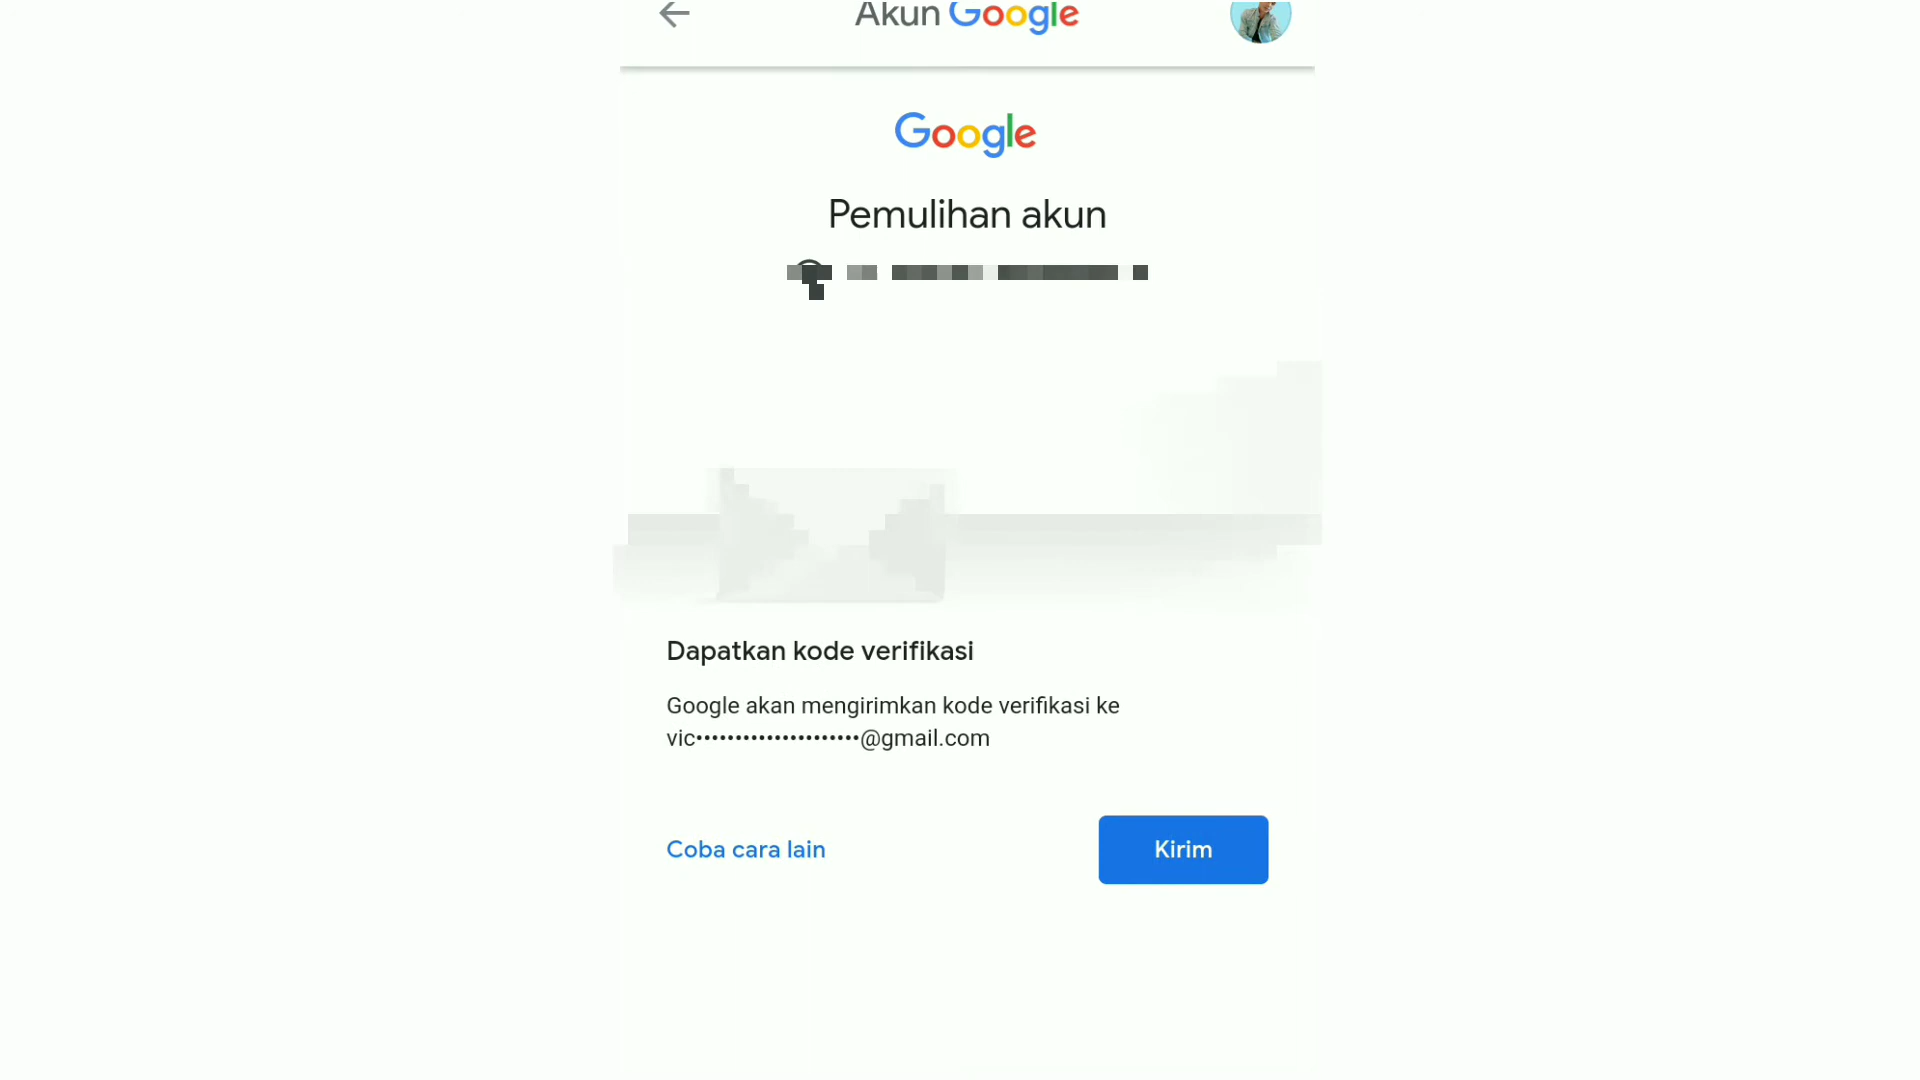 Akun Google
Google
Pemulihan akun
Dapatkan kode verifikasi
Google akan mengirimkan kode verifikasi ke
vic•••••••••••••••••••••@gmail.com
Coba cara lain
Kirim